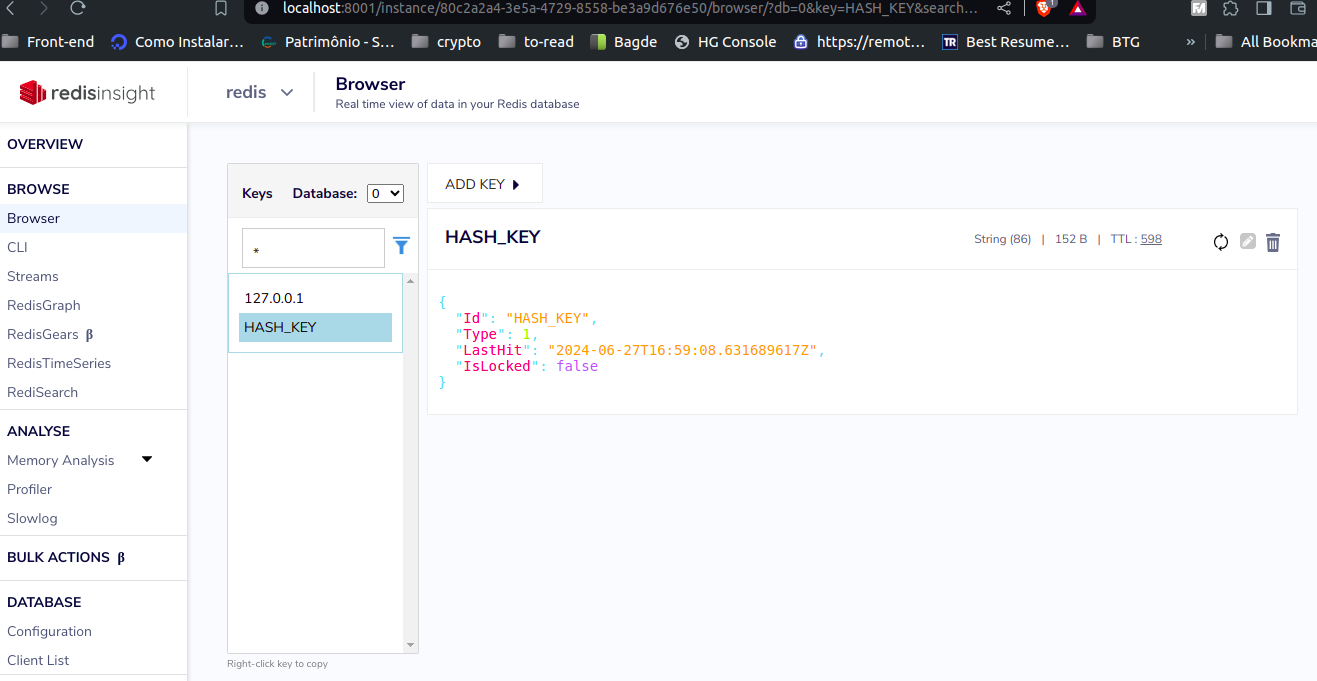 localhost:8001/instance/80c2a2a4-3e5a-4729-8558-be3a9d676e50/browser/?db=0&key=HASH_KEY&search...
1
Front-end
Como Instalar...
Patrimônio - S...
crypto
to-read
Bagde
HG Console
https://remot...
TR
Best Resume...
BTG
»
All Bookma
redisinsight
redis
Browser
Real time view of data in your Redis database
OVERVIEW
BROWSE
Browser
CLI
Streams
RedisGraph
RedisGears β
RedisTimeSeries
RediSearch
ANALYSE
Memory Analysis
Profiler
Slowlog
BULK ACTIONS β
DATABASE
Configuration
Client List
Keys Database: 0
*
127.0.0.1
HASH_KEY
Right-click key to copy
ADD KEY
HASH_KEY
String (86) | 152 B | TTL : 598
{
"Id": "HASH_KEY",
"Type": 1,
"LastHit": "2024-06-27T16:59:08.631689617Z",
"IsLocked": false
}